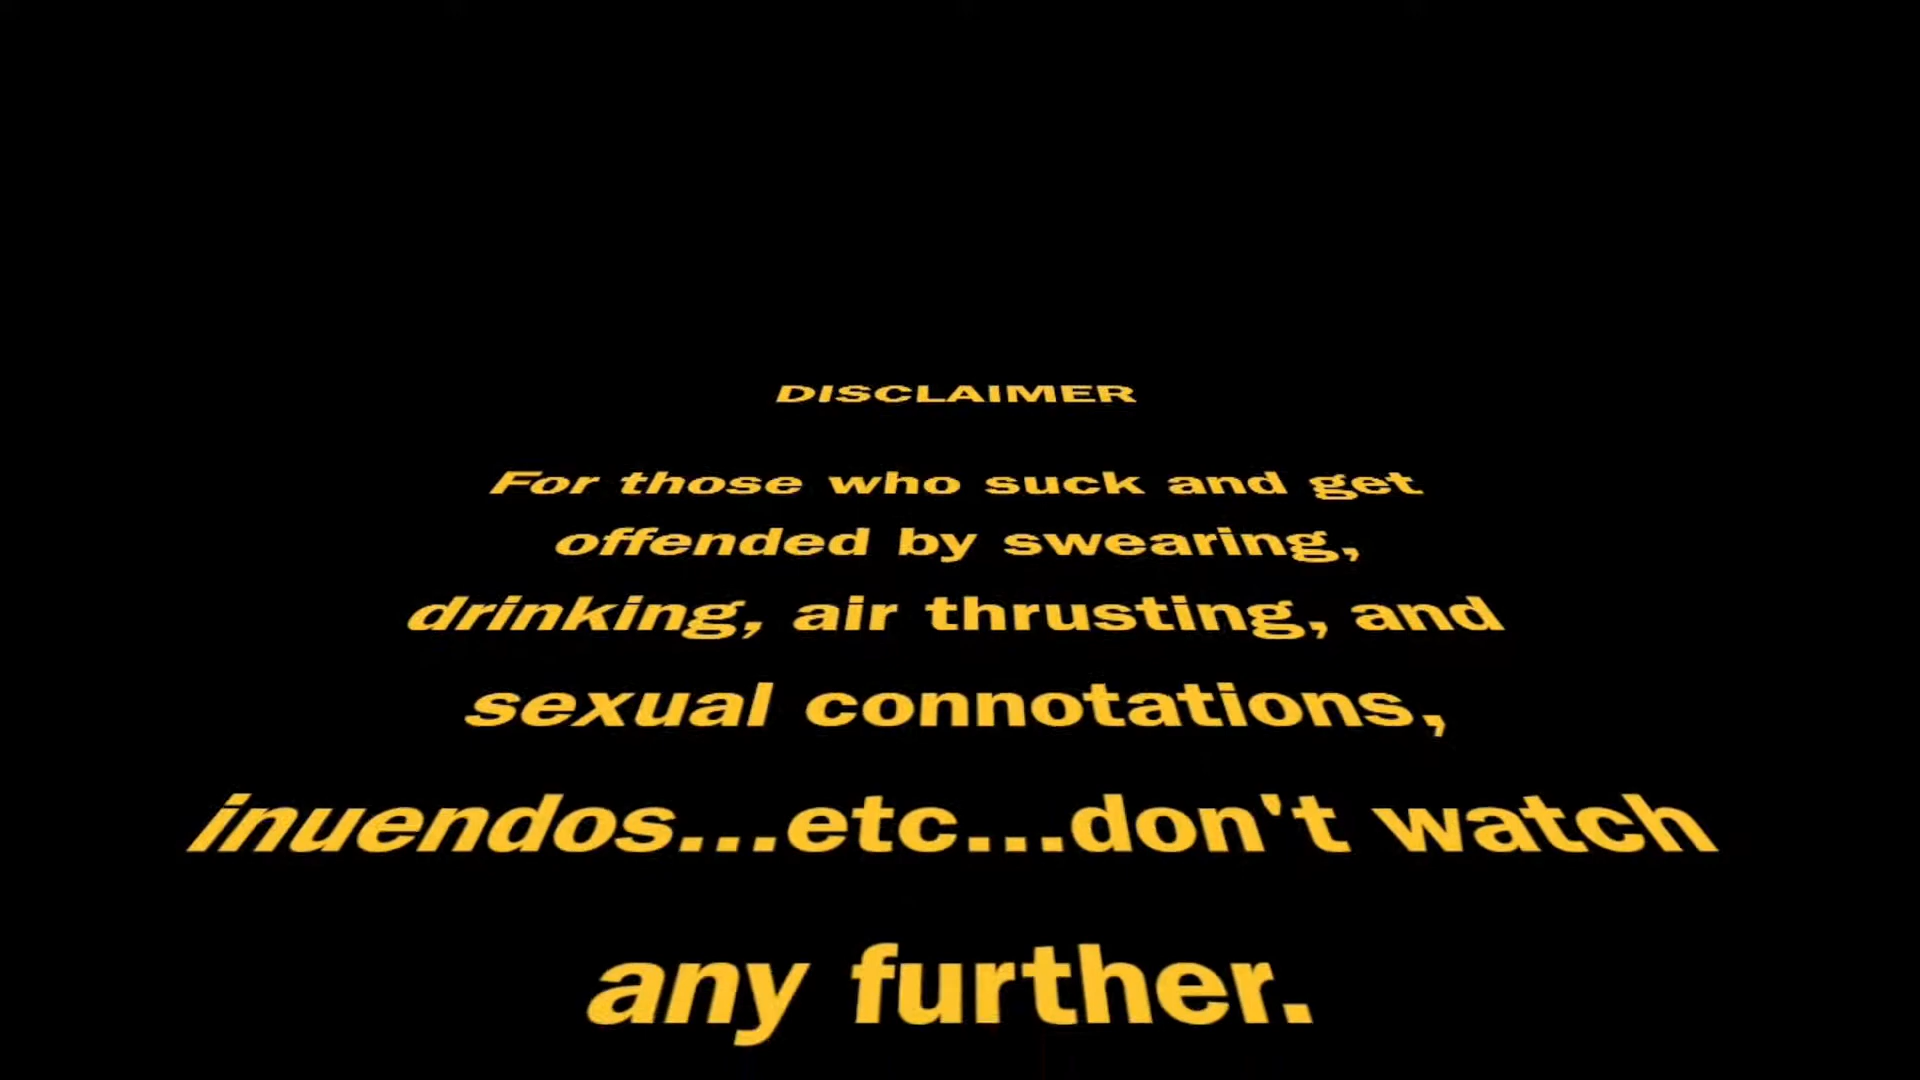 DISCLAIMER
For those who suck and get
offended by swearing,
drinking, air thrusting, and
sexual connotations,
inuendos...etc...don't watch
any further.